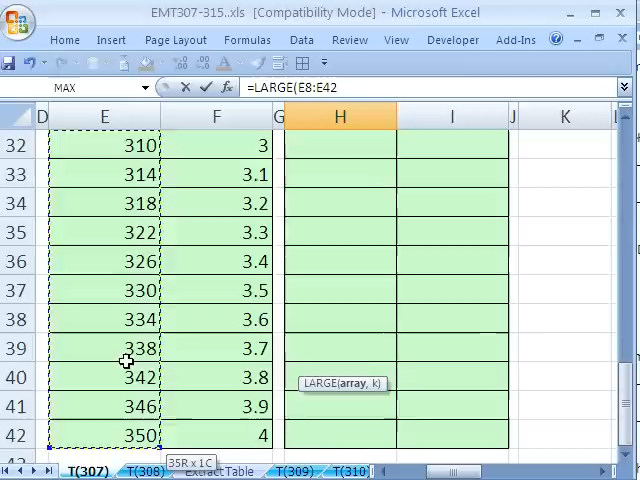 EMT307-315..xls [Compatibility Mode] - Microsoft Excel
Home Insert Page Layout Formulas Data Review View Developer Add-Ins
MAX fx =LARGE(E8:E42
D E F G H I J K L
32 310 3
33 314 3.1
34 318 3.2
35 322 3.3
36 326 3.4
37 330 3.5
38 334 3.6
39 338 3.7
40 342 3.8
LARGE(array, k)
41 346 3.9
42 350 4
35R x 1C
T(307) T(308) ExtractTable T(309) T(310)